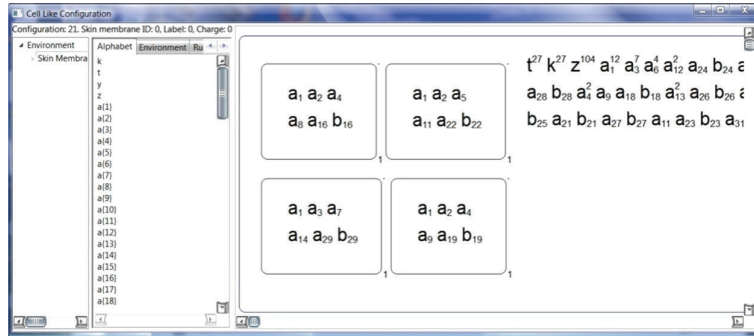 Cell Like Configuration
Configuration: 21. Skin membrane ID: 0, Label: 0, Charge: 0
Environment
Skin Membra
Alphabet Environment Ru
k
t
y
z
a{1}
a{2}
a{3}
a{4}
a{5}
a{6}
a{7}
a{8}
a{9}
a{10}
a{11}
a{12}
a{13}
a{14}
a{15}
a{16}
a{17}
a{18}
a₁ a₂ a₄
a₈ a₁₆ b₁₆
1
a₁ a₂ a₅
a₁₁ a₂₂ b₂₂
1
a₁ a₃ a₇
a₁₄ a₂₉ b₂₉
1
a₁ a₂ a₄
a₉ a₁₉ b₁₉
1
t²⁷ k²⁷ z¹⁰⁴ a₁¹² a₃⁷ a₆⁴ a₁₂² a₂₄ b₂₄
a₂₈ b₂₈ a₄² a₉ a₁₈ b₁₈ a₁₃² a₂₆ b₂₆
b₂₅ a₂₁ b₂₁ a₂₇ b₂₇ a₁₁ a₂₃ b₂₃ a₃₁